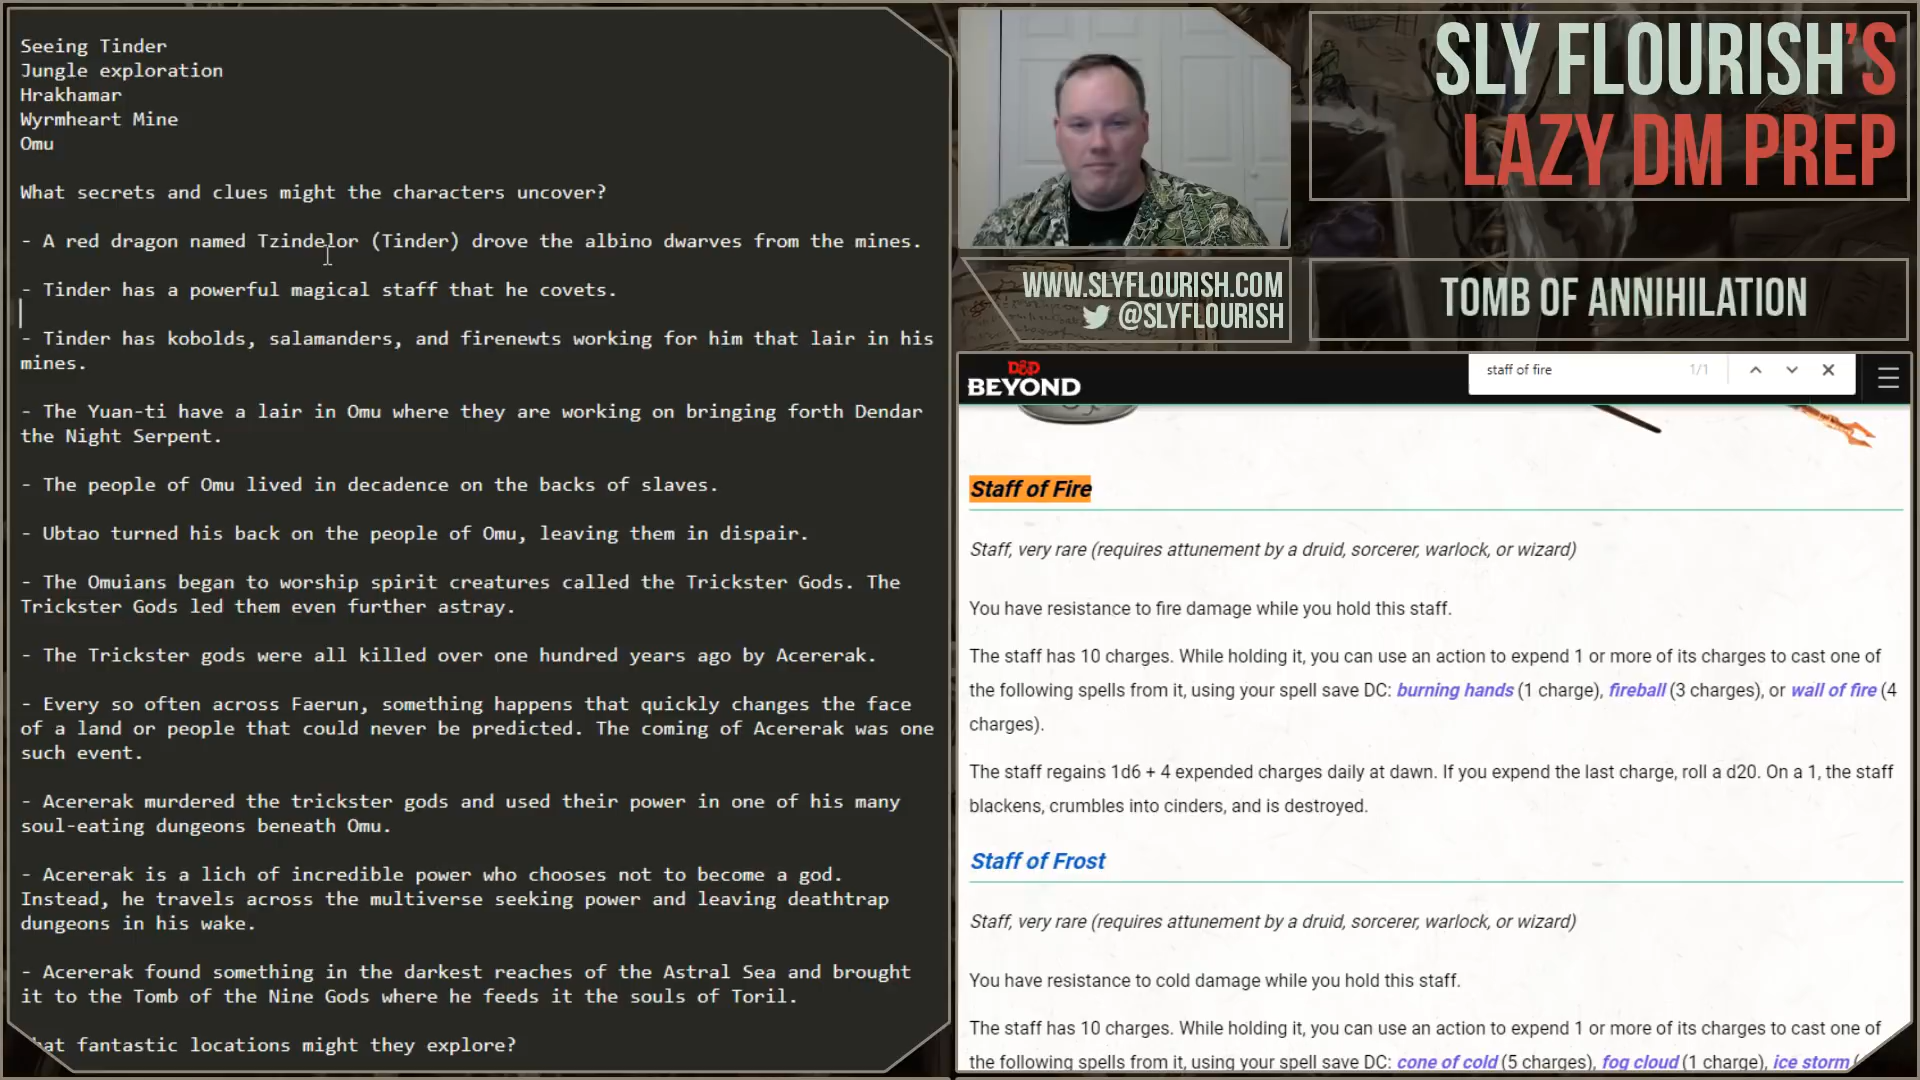 Seeing Tinder
Jungle exploration
Hrakhamar
Wyrmheart Mine
Omu
What secrets and clues might the characters uncover?
- A red dragon named Tzindelor (Tinder) drove the albino dwarves from the mines.
- Tinder has a powerful magical staff that he covets.
- Tinder has kobolds, salamanders, and firenewts working for him that lair in his
mines.
- The Yuan-ti have a lair in Omu where they are working on bringing forth Dendar
the Night Serpent.
- The people of Omu lived in decadence on the backs of slaves.
- Ubtao turned his back on the people of Omu, leaving them in dispair.
- The Omuians began to worship spirit creatures called the Trickster Gods. The
Trickster Gods led them even further astray.
- The Trickster gods were all killed over one hundred years ago by Acererak.
- Every so often across Faerun, something happens that quickly changes the face
of a land or people that could never be predicted. The coming of Acererak was one
such event.
- Acererak murdered the trickster gods and used their power in one of his many
soul-eating dungeons beneath Omu.
- Acererak is a lich of incredible power who chooses not to become a god.
Instead, he travels across the multiverse seeking power and leaving deathtrap
dungeons in his wake.
- Acererak found something in the darkest reaches of the Astral Sea and brought
it to the Tomb of the Nine Gods where he feeds it the souls of Toril.
hat fantastic locations might they explore?
SLY FLOURISH'S
LAZY DM PREP
WWW.SLYFLOURISH.COM
@SLYFLOURISH
TOMB OF ANNIHILATION
D&D
BEYOND
staff of fire 1/1
Staff of Fire
Staff, very rare (requires attunement by a druid, sorcerer, warlock, or wizard)
You have resistance to fire damage while you hold this staff.
The staff has 10 charges. While holding it, you can use an action to expend 1 or more of its charges to cast one of
the following spells from it, using your spell save DC: burning hands (1 charge), fireball (3 charges), or wall of fire (4
charges).
The staff regains 1d6 + 4 expended charges daily at dawn. If you expend the last charge, roll a d20. On a 1, the staff
blackens, crumbles into cinders, and is destroyed.
Staff of Frost
Staff, very rare (requires attunement by a druid, sorcerer, warlock, or wizard)
You have resistance to cold damage while you hold this staff.
The staff has 10 charges. While holding it, you can use an action to expend 1 or more of its charges to cast one of
the following spells from it, using your spell save DC: cone of cold (5 charges), fog cloud (1 charge), ice storm (